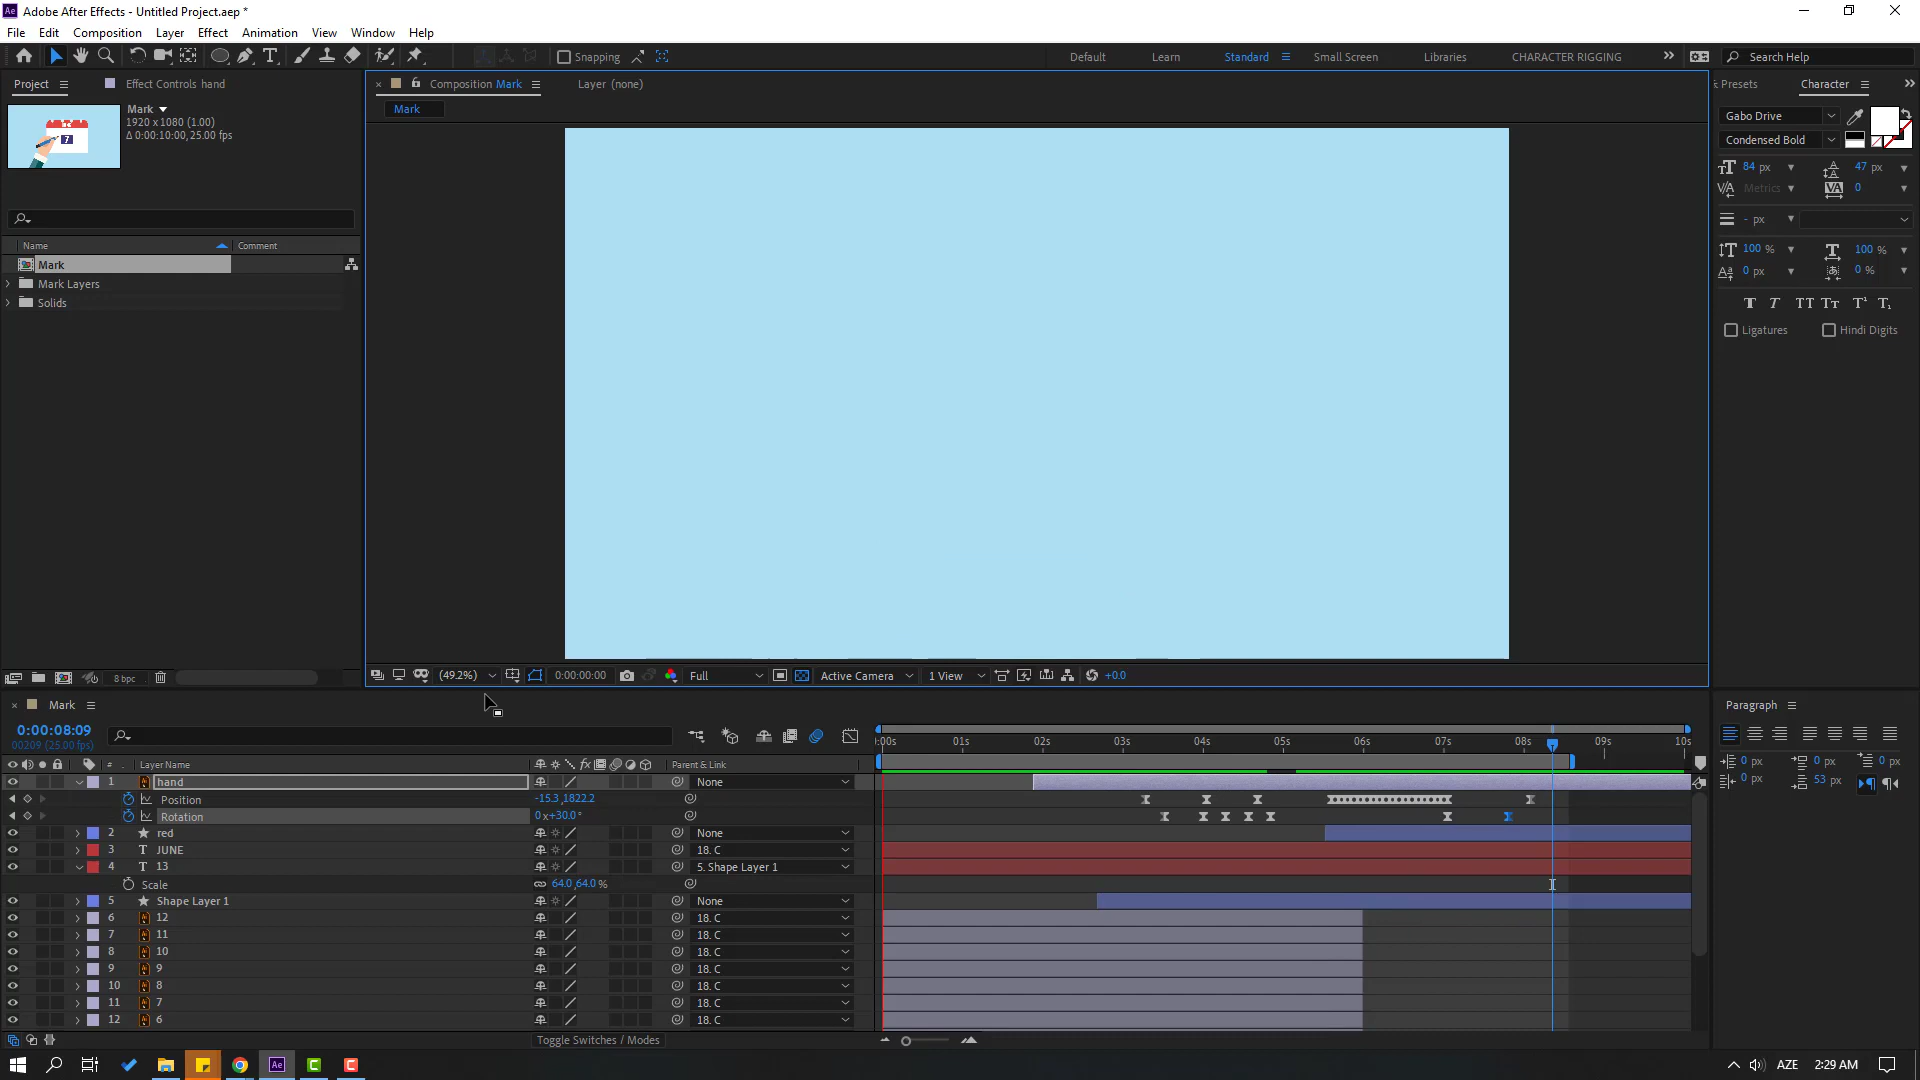 Adobe After Effects - Untitled Project.aep *
File Edit Composition Layer Effect Animation View Window Help
Snapping Default Learn Standard Small Screen Libraries CHARACTER RIGGING Search Help
Project Effect Controls hand Composition Mark Layer (none) Presets Character
Mark
Mark
1920 x 1080 (1.00)
Δ 0:00:10:00, 25.00 fps
Gabo Drive
Condensed Bold
84 px 47 px
Metrics 0
- px
100 % 100 %
0 px 0 %
Ligatures Hindi Digits
Name Comment
Mark
Mark Layers
Solids
8 bpc (49.2%) 0:00:00:00 Full Active Camera 1 View +0.0
Mark
Paragraph
0:00:08:09
00209 (25.00 fps)
:00s 01s 02s 03s 04s 05s 06s 07s 08s 09s 10s
0 px 0 px 0 px
0 px 53 px
# Layer Name Parent & Link
1 hand None
Position -15.3,1822.2
Rotation 0x+30.0°
2 red None
3 JUNE 18. C
4 13 5. Shape Layer 1
Scale 64.0,64.0 %
5 Shape Layer 1 None
6 12 18. C
7 11 18. C
8 10 18. C
9 9 18. C
10 8 18. C
11 7 18. C
12 6 18. C
Toggle Switches / Modes
AZE 2:29 AM